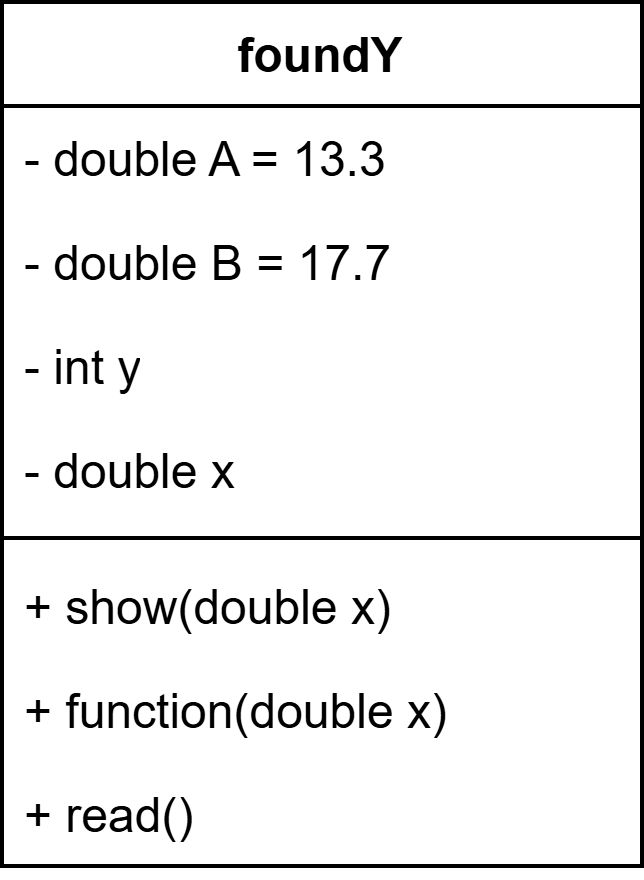 foundY
- double A = 13.3
- double B = 17.7
- int y
- double x
+ show(double x)
+ function(double x)
+ read()